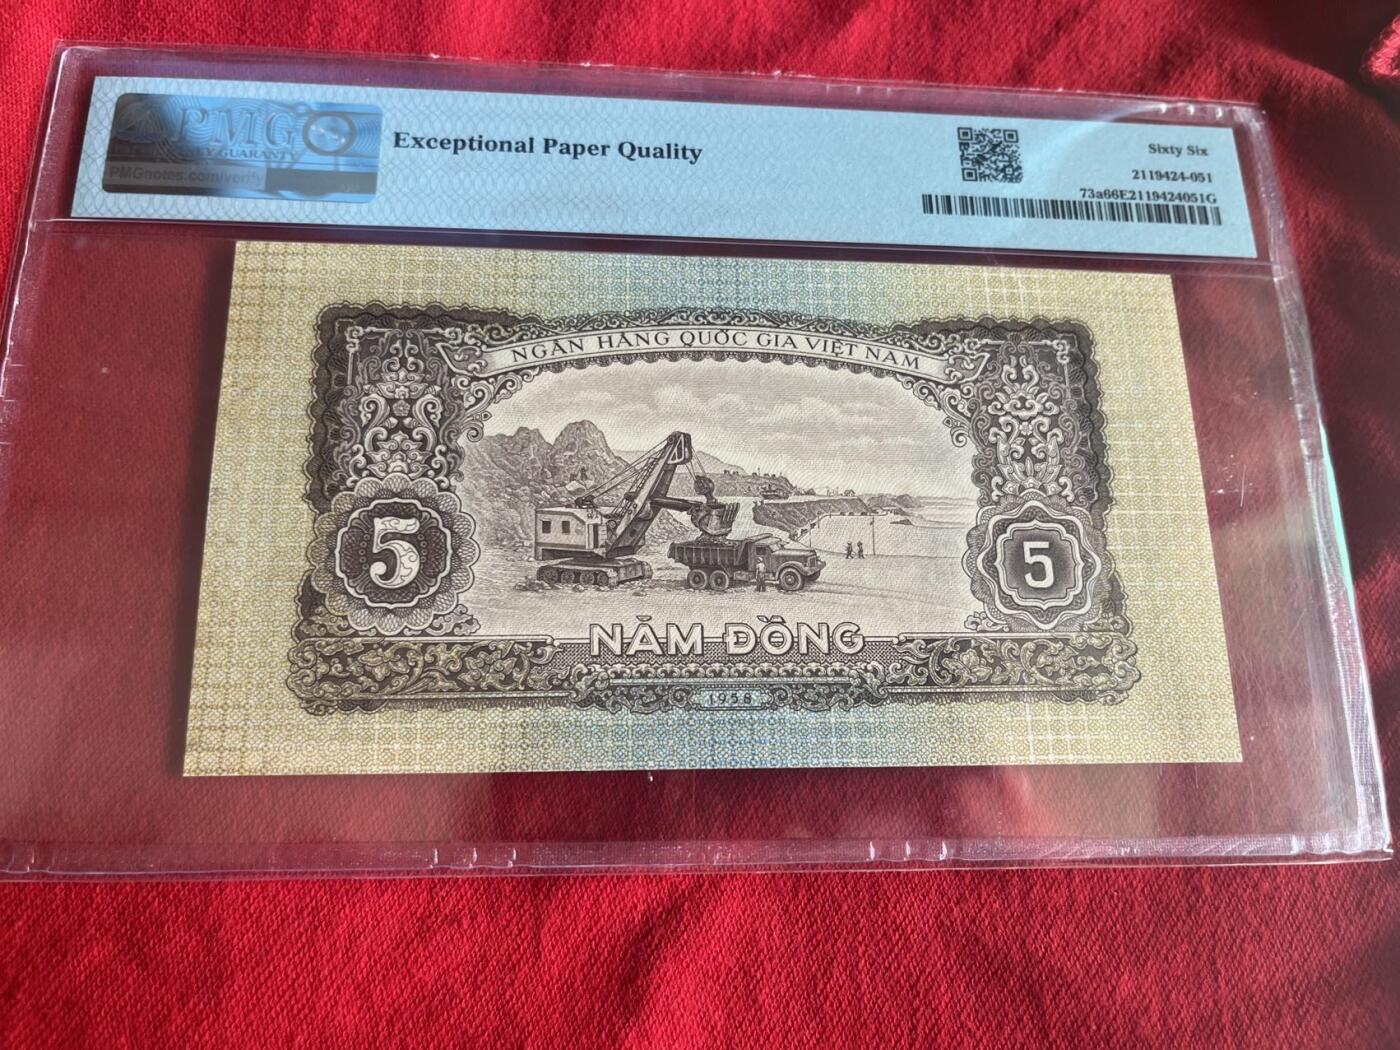 PMG
GUARANTY
PMGnotes.com/verify
Exceptional Paper Quality
Sixty Six
2119424-051
73a66E2119424051G
NGÂN HÀNG QUỐC GIA VIỆT NAM
5
5
NĂM ĐỒNG
1958